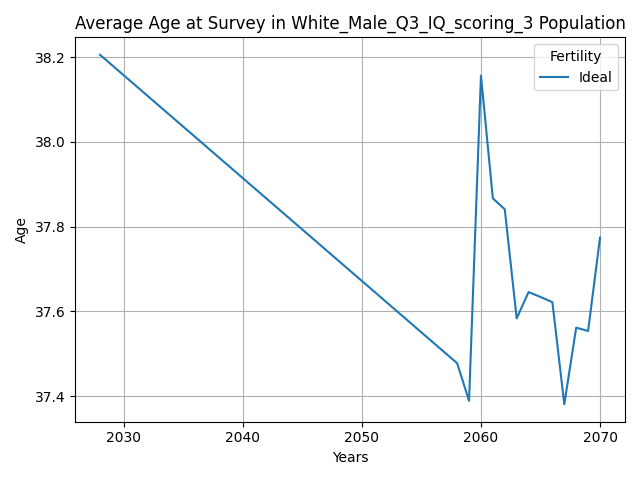 Average Age at Survey in White_Male_Q3_IQ_scoring_3 Population
Fertility
Ideal
38.2
38.0
37.8
37.6
37.4
Age
2030 2040 2050 2060 2070
Years